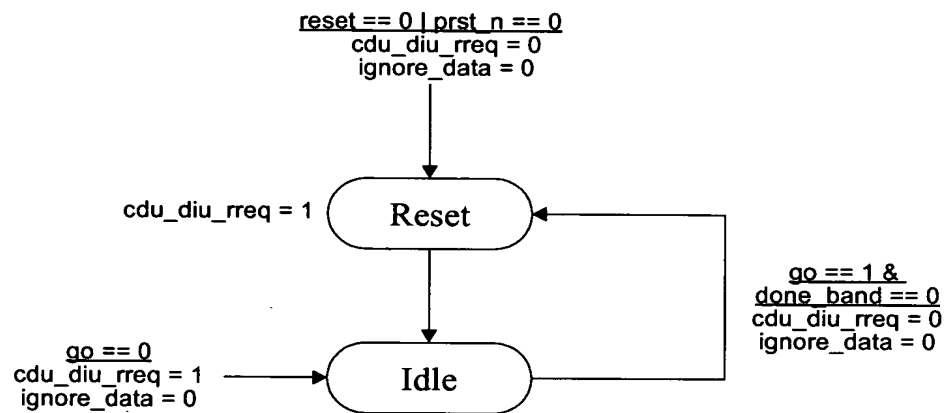 reset == 0 | prst_n == 0
cdu_diu_rreq = 0
ignore_data = 0
cdu_diu_rreq = 1
Reset
go == 1 &
done_band == 0
cdu_diu_rreq = 0
ignore_data = 0
go == 0
cdu_diu_rreq = 1
ignore_data = 0
Idle